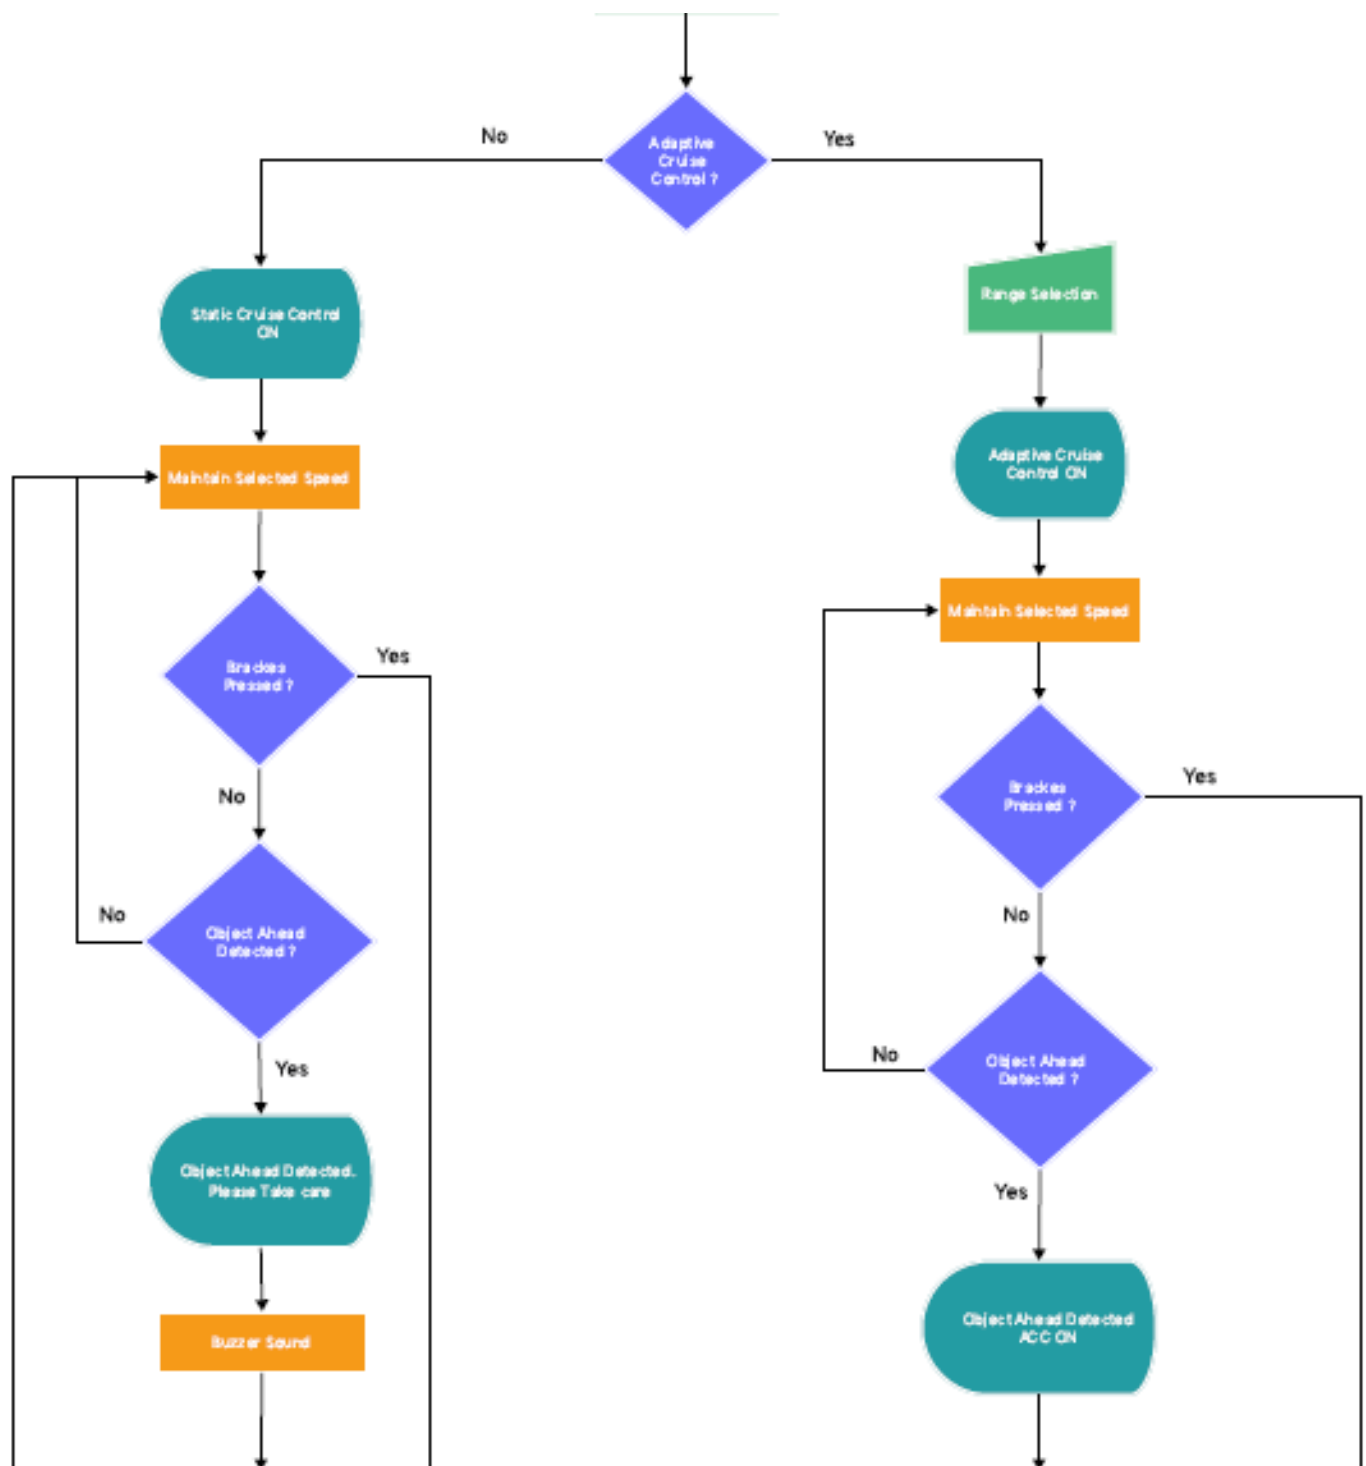 No
Adaptive
Cruise
Control ?
Yes
Static Cruise Control
ON
Range Selection
Adaptive Cruise
Control ON
Maintain Selected Speed
Maintain Selected Speed
Brackes
Pressed ?
Yes
No
Brackes
Pressed ?
Yes
No
Object Ahead
Detected ?
No
Yes
Object Ahead
Detected ?
No
Yes
Object Ahead Detected.
Please Take care
Buzzer Sound
Object Ahead Detected
ACC ON